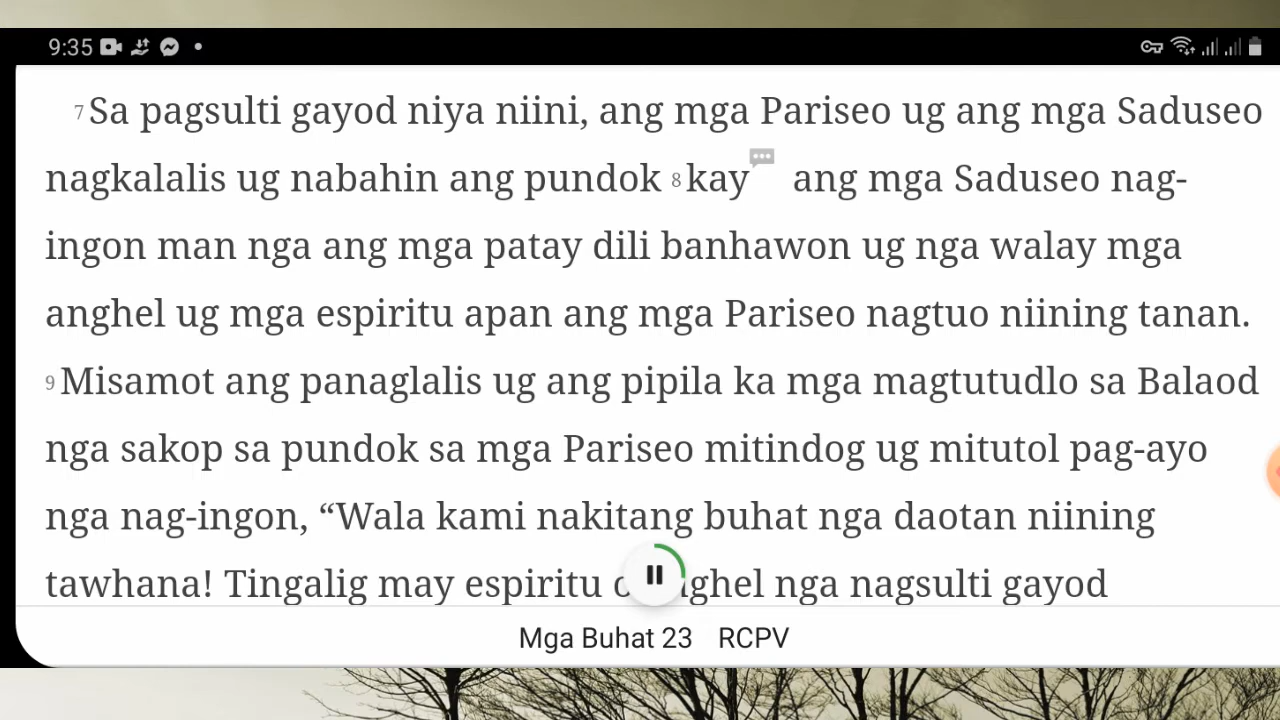 9:35
7 Sa pagsulti gayod niya niini, ang mga Pariseo ug ang mga Saduseo
nagkalalis ug nabahin ang pundok 8 kay ang mga Saduseo nag-
ingon man nga ang mga patay dili banhawon ug nga walay mga
anghel ug mga espiritu apan ang mga Pariseo nagtuo niining tanan.
9 Misamot ang panaglalis ug ang pipila ka mga magtutudlo sa Balaod
nga sakop sa pundok sa mga Pariseo mitindog ug mitutol pag-ayo
nga nag-ingon, “Wala kami nakitang buhat nga daotan niining
tawhana! Tingalig may espiritu nga nagsulti gayod
Mga Buhat 23 RCPV